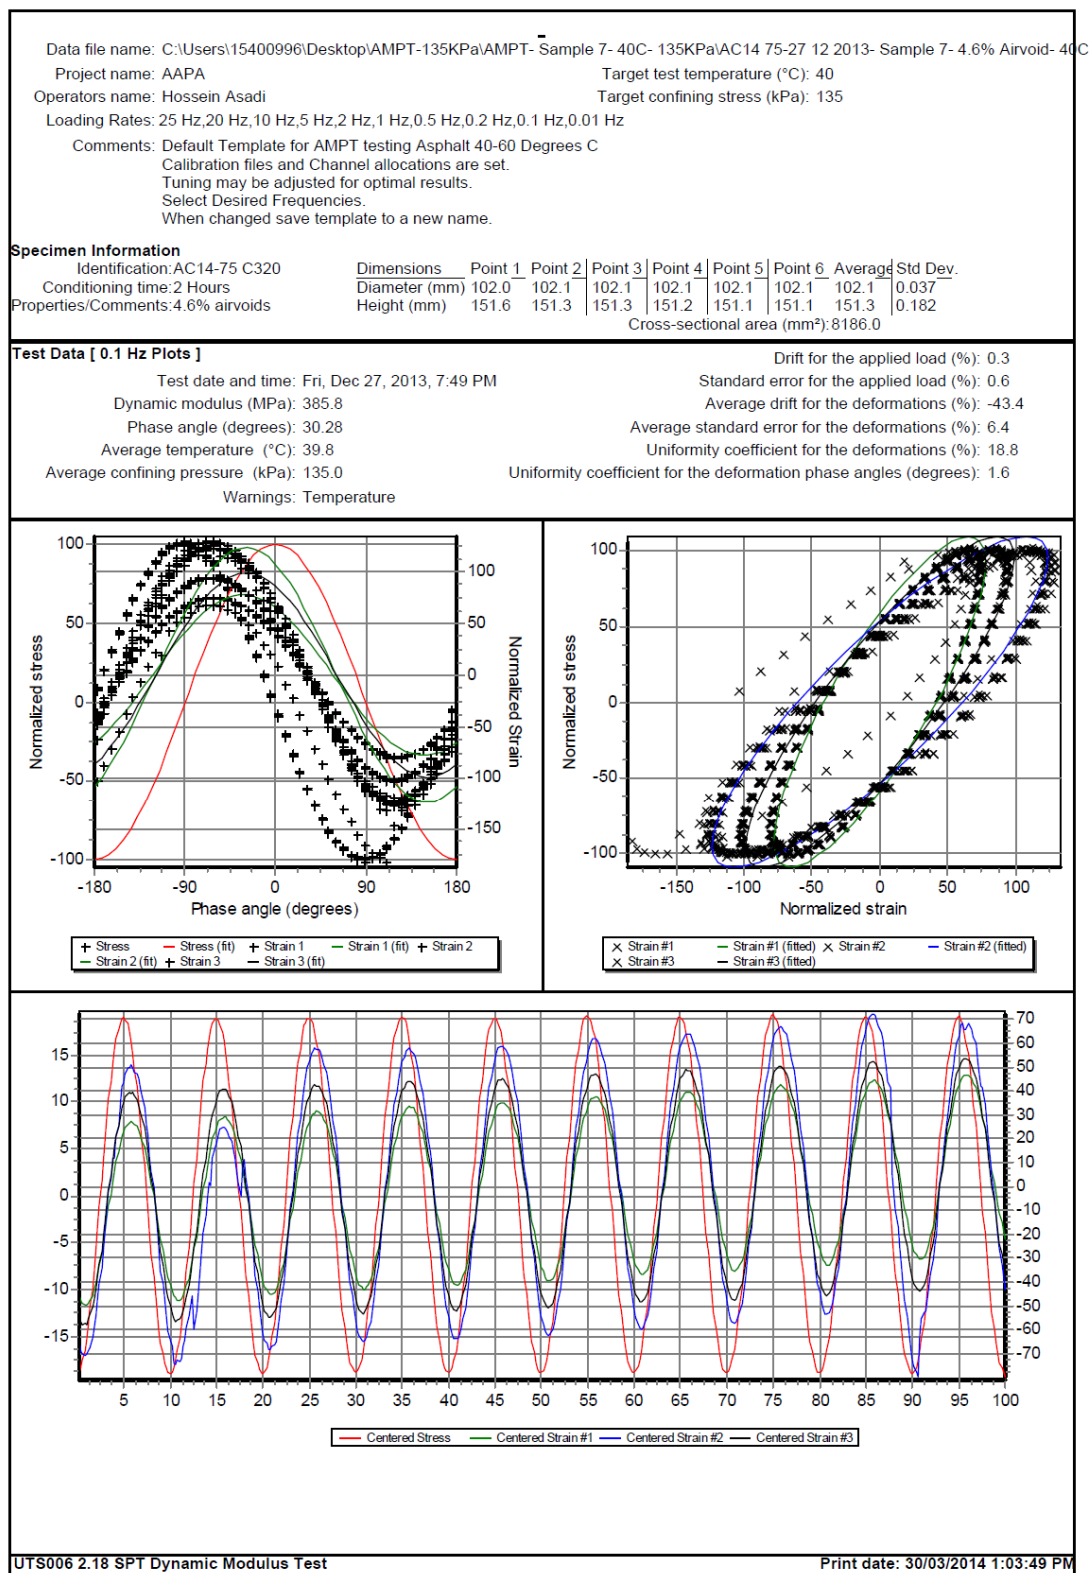 Data file name: C:\Users\15400996\Desktop\AMPT-135KPa\AMPT- Sample 7- 40C- 135KPa\AC14 75-27 12 2013- Sample 7- 4.6% Airvoid- 40C
Project name: AAPA Target test temperature (°C): 40
Operators name: Hossein Asadi Target confining stress (kPa): 135
Loading Rates: 25 Hz,20 Hz,10 Hz,5 Hz,2 Hz,1 Hz,0.5 Hz,0.2 Hz,0.1 Hz,0.01 Hz
Comments: Default Template for AMPT testing Asphalt 40-60 Degrees C
Calibration files and Channel allocations are set.
Tuning may be adjusted for optimal results.
Select Desired Frequencies.
When changed save template to a new name.
Specimen Information
Identification: AC14-75 C320 Dimensions Point 1 Point 2 Point 3 Point 4 Point 5 Point 6 Average Std Dev.
Conditioning time: 2 Hours Diameter (mm) 102.0 102.1 102.1 102.1 102.1 102.1 102.1 0.037
Properties/Comments: 4.6% airvoids Height (mm) 151.6 151.3 151.3 151.2 151.1 151.1 151.3 0.182
Cross-sectional area (mm²): 8186.0
Test Data [ 0.1 Hz Plots ] Drift for the applied load (%): 0.3
Test date and time: Fri, Dec 27, 2013, 7:49 PM Standard error for the applied load (%): 0.6
Dynamic modulus (MPa): 385.8 Average drift for the deformations (%): -43.4
Phase angle (degrees): 30.28 Average standard error for the deformations (%): 6.4
Average temperature (°C): 39.8 Uniformity coefficient for the deformations (%): 18.8
Average confining pressure (kPa): 135.0 Uniformity coefficient for the deformation phase angles (degrees): 1.6
Warnings: Temperature
Normalized stress
100
50
0
-50
-100
100
50
0
-50
-100
-150
Normalized Strain
-180 -90 0 90 180
Phase angle (degrees)
Stress Stress (fit) Strain 1 Strain 1 (fit) Strain 2
Strain 2 (fit) Strain 3 Strain 3 (fit)
Normalized stress
100
50
0
-50
-100
-150 -100 -50 0 50 100
Normalized strain
Strain #1 Strain #1 (fitted) Strain #2 Strain #2 (fitted)
Strain #3 Strain #3 (fitted)
15
10
5
0
-5
-10
-15
70
60
50
40
30
20
10
0
-10
-20
-30
-40
-50
-60
-70
5 10 15 20 25 30 35 40 45 50 55 60 65 70 75 80 85 90 95 100
Centered Stress Centered Strain #1 Centered Strain #2 Centered Strain #3
UTS006 2.18 SPT Dynamic Modulus Test Print date: 30/03/2014 1:03:49 PM